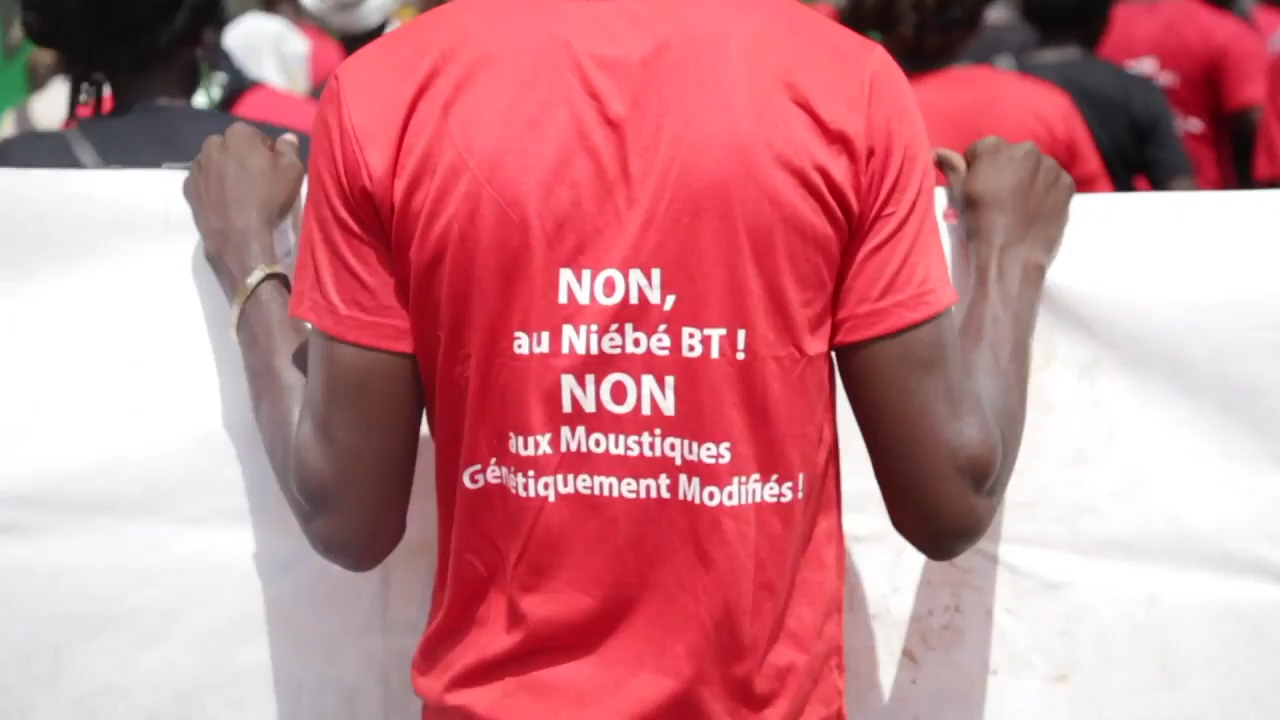 NON,
au Niébé BT !
NON
aux Moustiques
Génétiquement Modifiés !